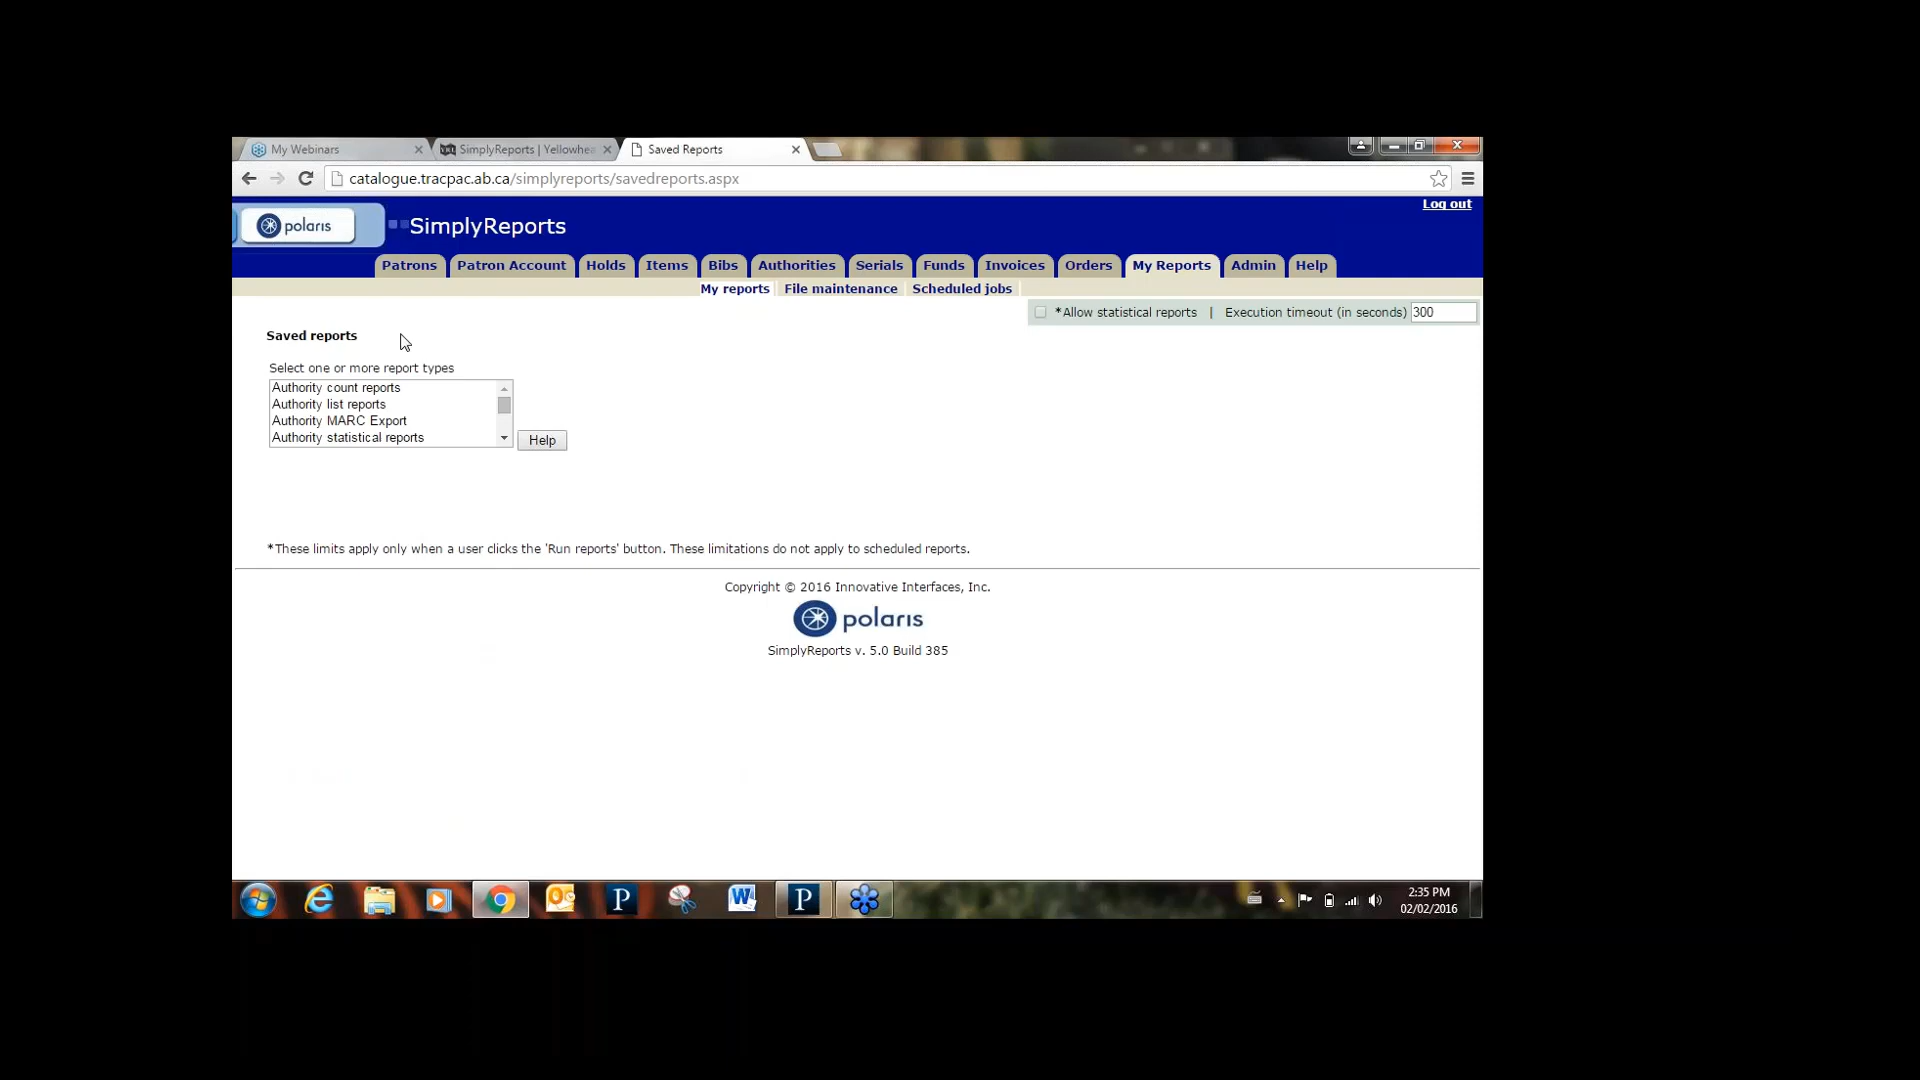 My Webinars
SimplyReports | Yellowhea
Saved Reports
catalogue.tracpac.ab.ca/simplyreports/savedreports.aspx
Log out
polaris
SimplyReports
Patrons
Patron Account
Holds
Items
Bibs
Authorities
Serials
Funds
Invoices
Orders
My Reports
Admin
Help
My reports
File maintenance
Scheduled jobs
*Allow statistical reports | Execution timeout (in seconds) 300
Saved reports
Select one or more report types
Authority count reports
Authority list reports
Authority MARC Export
Authority statistical reports
Help
*These limits apply only when a user clicks the 'Run reports' button. These limitations do not apply to scheduled reports.
Copyright © 2016 Innovative Interfaces, Inc.
polaris
SimplyReports v. 5.0 Build 385
P
W
P
2:35 PM
02/02/2016